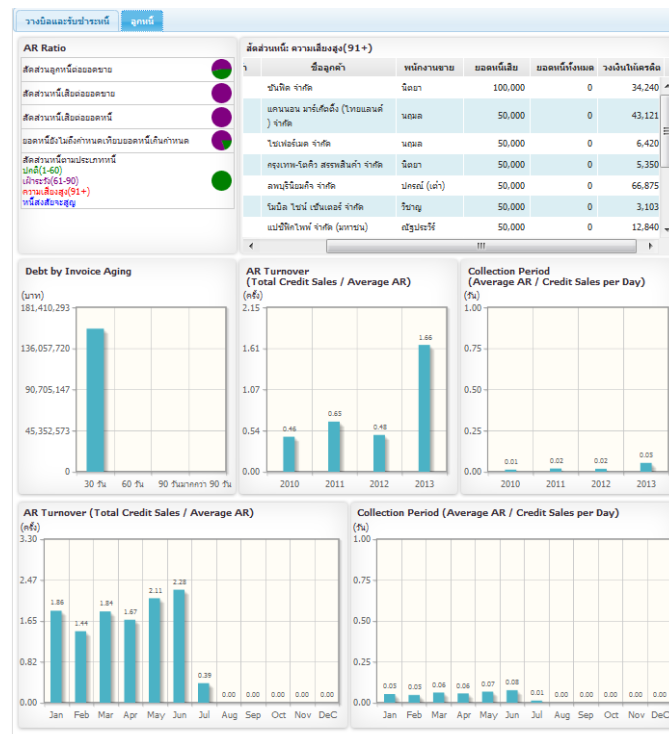 วางบิลและรับชำระหนี้ ลูกหนี้
AR Ratio
สัดส่วนลูกหนี้ต่อยอดขาย
สัดส่วนหนี้เสียต่อยอดขาย
สัดส่วนหนี้เสียต่อยอดหนี้
ยอดหนี้ยังไม่ถึงกำหนดเทียบยอดหนี้เกินกำหนด
สัดส่วนหนี้ตามประเภทหนี้
ปกติ(1-60)
เฝ้าระวัง(61-90)
ความเสี่ยงสูง(91+)
หนี้สงสัยจะสูญ
สัดส่วนหนี้: ความเสี่ยงสูง(91+)
ชื่อลูกค้า พนักงานขาย ยอดหนี้เสีย ยอดหนี้ทั้งหมด วงเงินให้เครดิต
ซันฟิต จำกัด นิตยา 100,000 0 34,240
แคนนอน มาร์เก็ตติ้ง (ไทยแลนด์
) จำกัด นฤมล 50,000 0 43,121
ไซเฟอร์เมด จำกัด นฤมล 50,000 0 6,420
กรุงเทพ-โตคิว สรรพสินค้า จำกัด นิตยา 50,000 0 5,350
ลพบุรีนิยมกิจ จำกัด ปกรณ์ (เก่า) 50,000 0 66,875
โมบิล ไซน์ เซ็นเตอร์ จำกัด วิชาญ 50,000 0 3,103
แปซิฟิคไพพ์ จำกัด (มหาชน) ณัฐประวีร์ 50,000 0 12,840
Debt by Invoice Aging
(บาท)
181,410,293
136,057,720
90,705,147
45,352,573
0
30 วัน 60 วัน 90 วัน มากกว่า 90 วัน
AR Turnover
(Total Credit Sales / Average AR)
(ครั้ง)
2.15
1.61
1.07
0.54
0.00
0.46 0.65 0.48 1.66
2010 2011 2012 2013
Collection Period
(Average AR / Credit Sales per Day)
(วัน)
1.00
0.75
0.50
0.25
0.00
0.01 0.02 0.02 0.03
2010 2011 2012 2013
AR Turnover (Total Credit Sales / Average AR)
(ครั้ง)
3.30
2.47
1.65
0.82
0.00
1.86 1.44 1.84 1.67 2.11 2.28 0.39 0.00 0.00 0.00 0.00 0.00
Jan Feb Mar Apr May Jun Jul Aug Sep Oct Nov DeC
Collection Period (Average AR / Credit Sales per Day)
(วัน)
1.00
0.75
0.50
0.25
0.00
0.05 0.05 0.06 0.06 0.07 0.08 0.01 0.00 0.00 0.00 0.00 0.00
Jan Feb Mar Apr May Jun Jul Aug Sep Oct Nov DeC